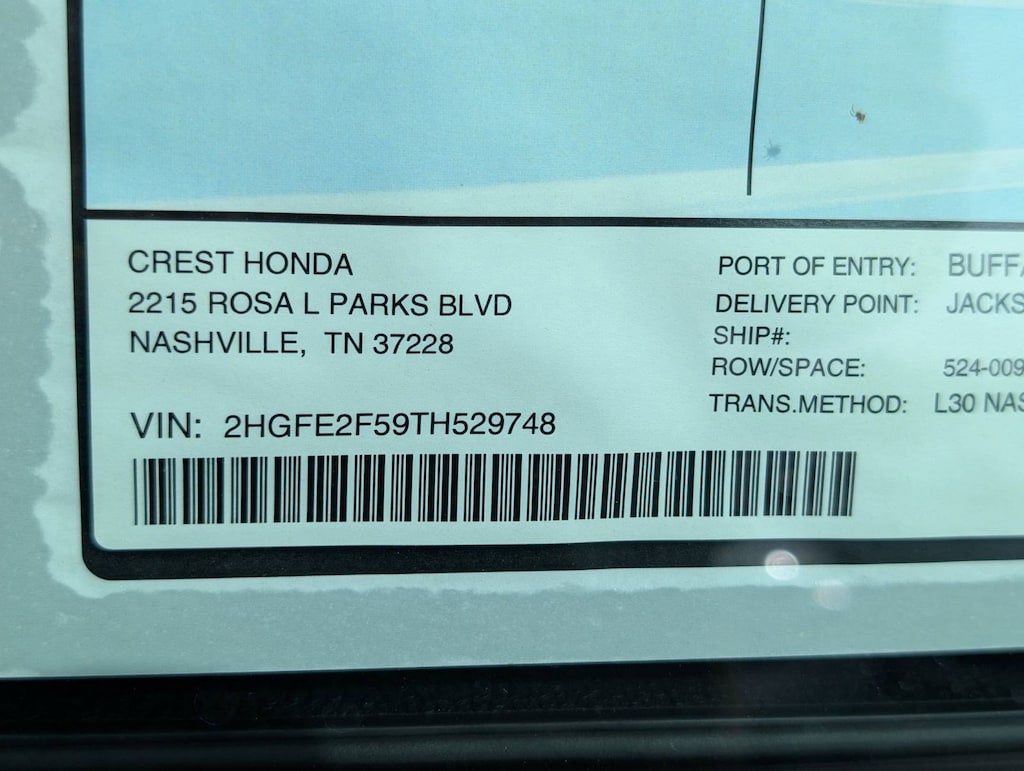 CREST HONDA
2215 ROSA L PARKS BLVD
NASHVILLE, TN 37228
VIN: 2HGFE2F59TH529748
PORT OF ENTRY: BUFFA
DELIVERY POINT: JACKS
SHIP#:
ROW/SPACE: 524-009
TRANS.METHOD: L30 NAS